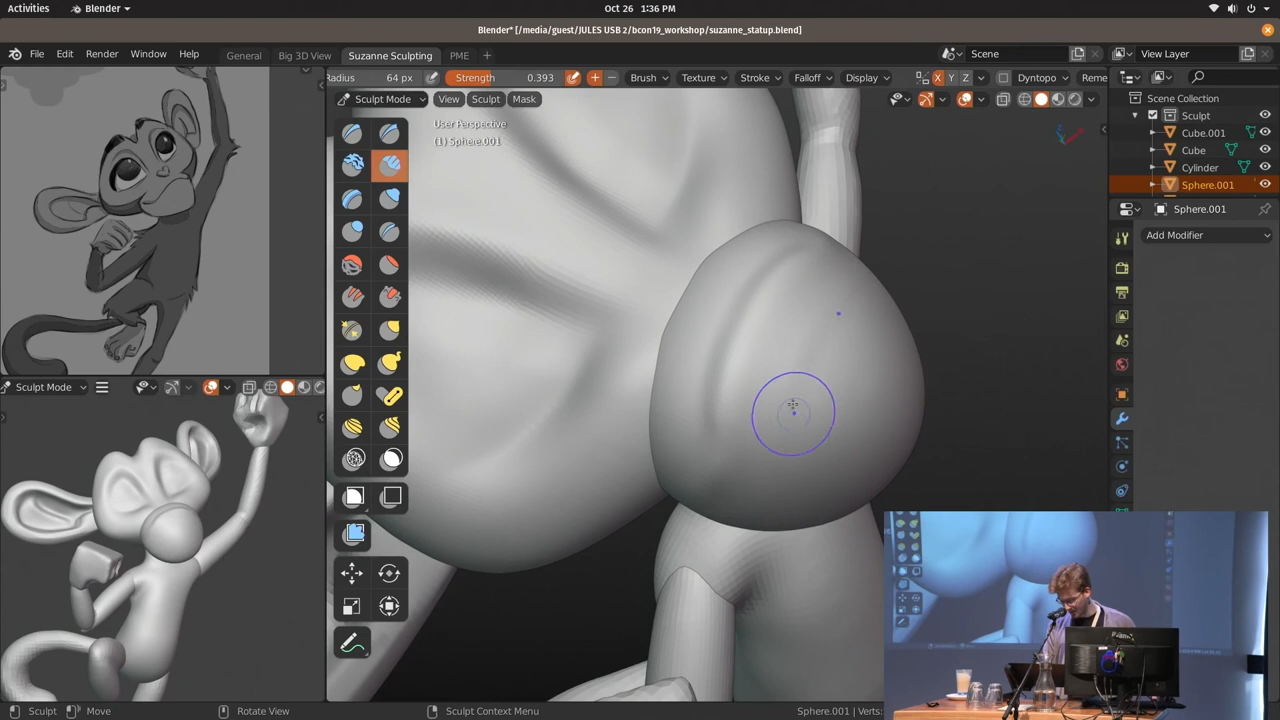 Activities
Blender
Oct 26 1:36 PM
Blender* [/media/guest/JULES USB 2/bcon19_workshop/suzanne_statup.blend]
File Edit Render Window Help
General Big 3D View Suzanne Sculpting PME +
Scene
View Layer
Radius 64 px
Strength 0.393
Brush Texture Stroke Falloff Display
X Y Z
Dyntopo
Reme
Sculpt Mode
View Sculpt Mask
User Perspective
(1) Sphere.001
Scene Collection
Sculpt
Cube.001
Cube
Cylinder
Sphere.001
Sphere.001
Add Modifier
Sculpt Mode
Sculpt
Move
Rotate View
Sculpt Context Menu
Sphere.001 | Verts: